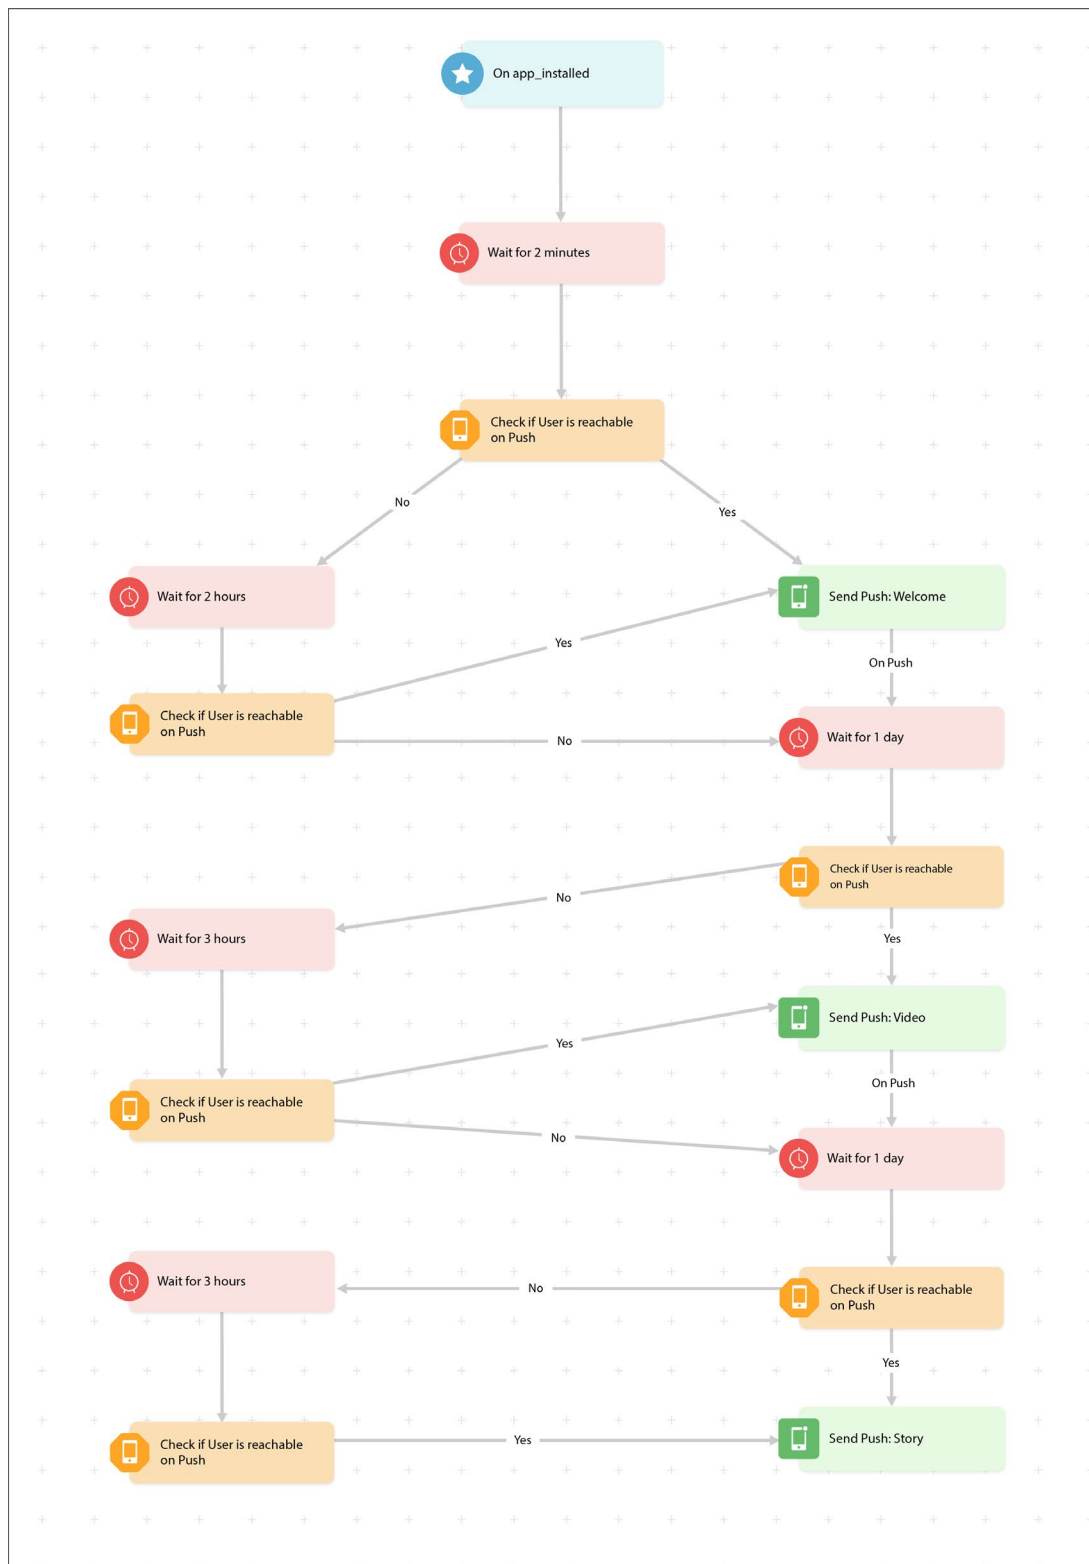 On app_installed
Wait for 2 minutes
Check if User is reachable
on Push
No
Yes
Wait for 2 hours
Send Push: Welcome
Yes
On Push
Check if User is reachable
on Push
No
Wait for 1 day
Check if User is reachable
on Push
No
Yes
Wait for 3 hours
Send Push: Video
Yes
On Push
Check if User is reachable
on Push
No
Wait for 1 day
Wait for 3 hours
No
Check if User is reachable
on Push
Yes
Check if User is reachable
on Push
Yes
Send Push: Story